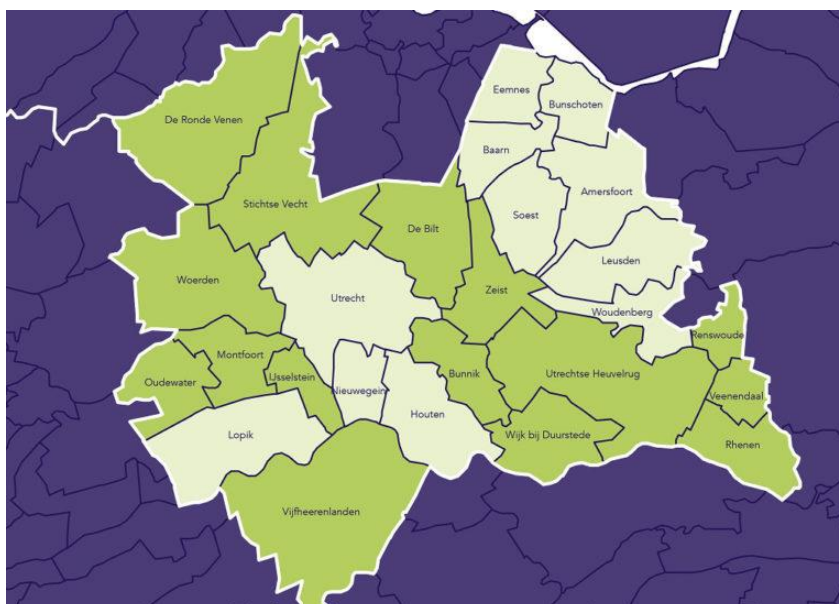 Eemnes
Bunschoten
De Ronde Venen
Baarn
Amersfoort
Stichtse Vecht
Soest
De Bilt
Leusden
Woerden
Zeist
Utrecht
Woudenberg
Renswoude
Montfoort
Oudewater
IJsselstein
Nieuwegein
Bunnik
Utrechtse Heuvelrug
Veenendaal
Houten
Lopik
Wijk bij Duurstede
Rhenen
Vijfheerenlanden